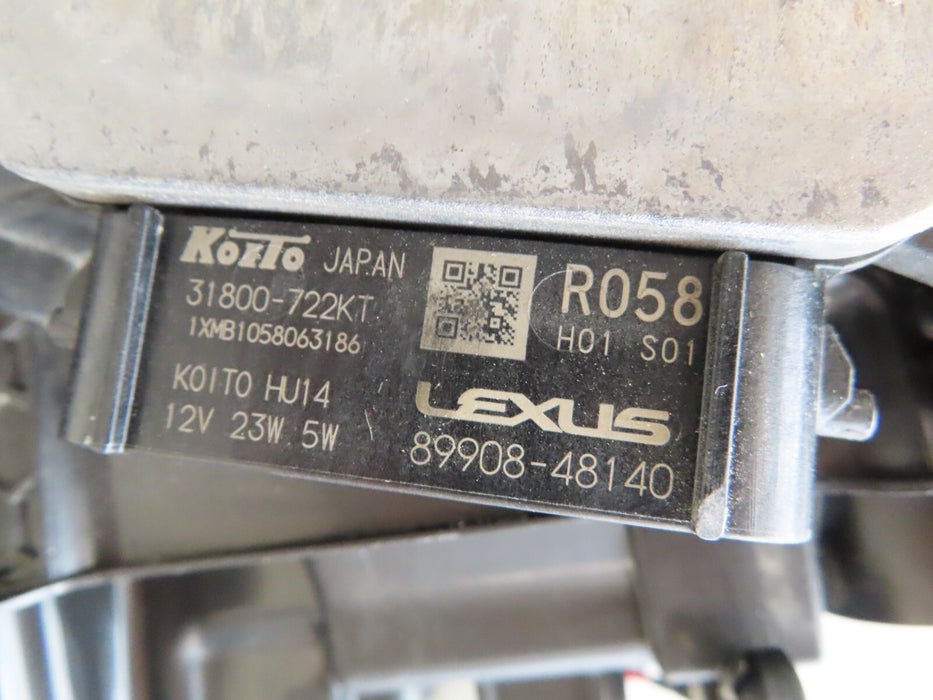 KOITO JAPAN
31800-722KT
1XMB1058063186
KOITO HU14
12V 23W 5W
R058
H01 S01
LEXUS
89908-48140